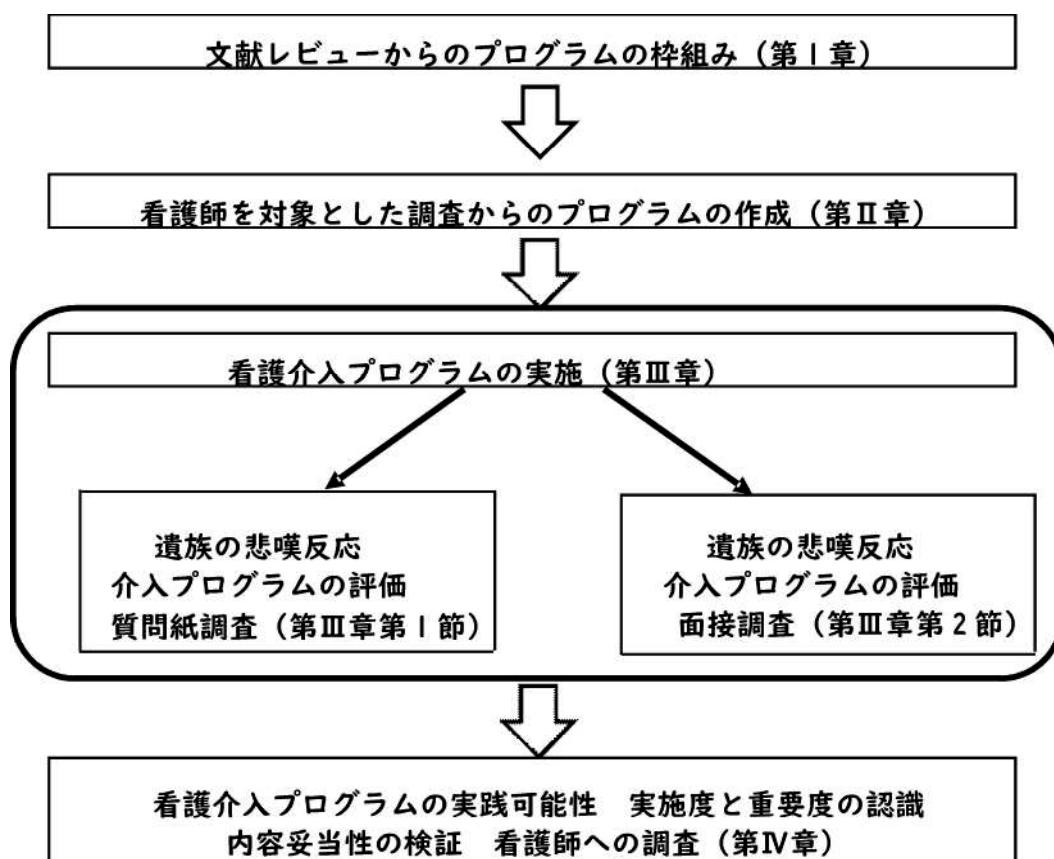 文献レビューからのプログラムの枠組み（第Ⅰ章）
看護師を対象とした調査からのプログラムの作成（第Ⅱ章）
看護介入プログラムの実施（第Ⅲ章）
遺族の悲嘆反応
介入プログラムの評価
質問紙調査（第Ⅲ章第１節）
遺族の悲嘆反応
介入プログラムの評価
面接調査（第Ⅲ章第２節）
看護介入プログラムの実践可能性　実施度と重要度の認識
内容妥当性の検証　看護師への調査（第Ⅳ章）